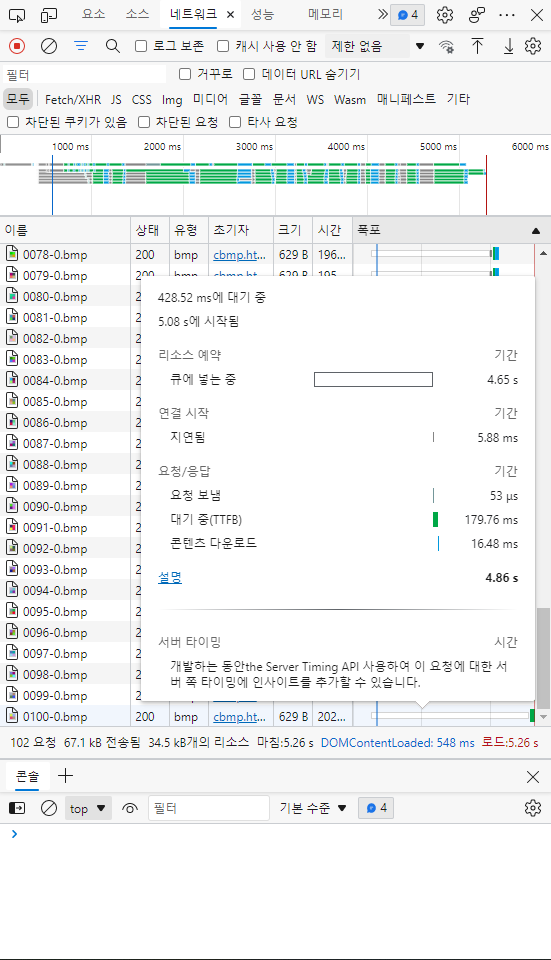 요소 소스 네트워크 성능 메모리 4
로그 보존 캐시 사용 안 함 제한 없음
필터 거꾸로 데이터 URL 숨기기
모두 Fetch/XHR JS CSS Img 미디어 글꼴 문서 WS Wasm 매니페스트 기타
차단된 쿠키가 있음 차단된 요청 타사 요청
1000 ms 2000 ms 3000 ms 4000 ms 5000 ms 6000 ms
이름 상태 유형 초기자 크기 시간 폭포
0078-0.bmp 200 bmp cbmp.ht... 629 B 196...
0079-0.bmp 200 bmp cbmp.ht... 629 B 195...
0080-0.bmp 2
0081-0.bmp 2
0082-0.bmp 2
0083-0.bmp 2
0084-0.bmp 2
0085-0.bmp 2
0086-0.bmp 2
0087-0.bmp 2
0088-0.bmp 2
0089-0.bmp 2
0090-0.bmp 2
0091-0.bmp 2
0092-0.bmp 2
0093-0.bmp 2
0094-0.bmp 2
0095-0.bmp 2
0096-0.bmp 2
0097-0.bmp 2
0098-0.bmp 2
0099-0.bmp 2
0100-0.bmp 200 bmp cbmp.ht... 629 B 202...
428.52 ms에 대기 중
5.08 s에 시작됨
리소스 예약 기간
큐에 넣는 중 4.65 s
연결 시작 기간
지연됨 5.88 ms
요청/응답 기간
요청 보냄 53 μs
대기 중(TTFB) 179.76 ms
콘텐츠 다운로드 16.48 ms
설명 4.86 s
서버 타이밍 시간
개발하는 동안the Server Timing API 사용하여 이 요청에 대한 서
버 쪽 타이밍에 인사이트를 추가할 수 있습니다.
102 요청 67.1 kB 전송됨 34.5 kB개의 리소스 마침:5.26 s DOMContentLoaded: 548 ms 로드:5.26 s
콘솔
top 필터 기본 수준 4